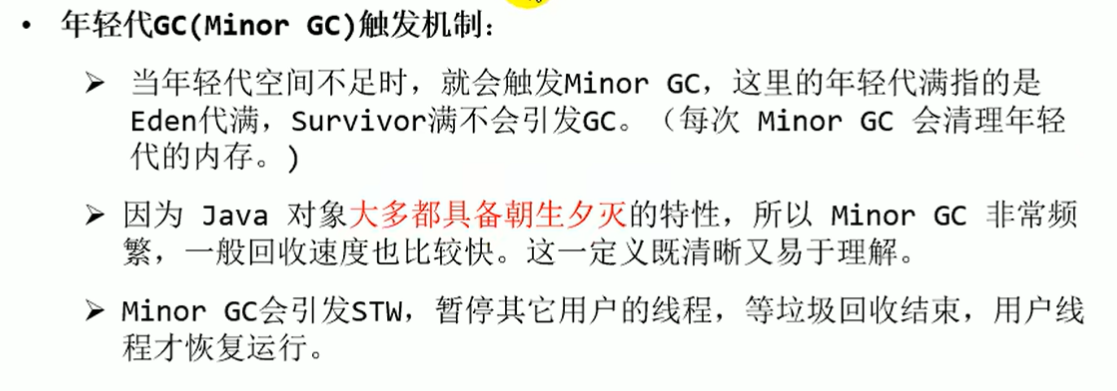 • 年轻代GC(Minor GC)触发机制：
➢ 当年轻代空间不足时，就会触发Minor GC，这里的年轻代满指的是
Eden代满，Survivor满不会引发GC。（每次 Minor GC 会清理年轻
代的内存。)
➢ 因为 Java 对象大多都具备朝生夕灭的特性，所以 Minor GC 非常频
繁，一般回收速度也比较快。这一定义既清晰又易于理解。
➢ Minor GC会引发STW，暂停其它用户的线程，等垃圾回收结束，用户线
程才恢复运行。